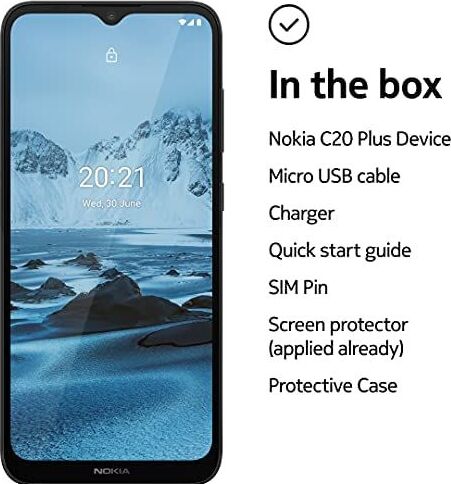 20:21
Wed, 30 June
NOKIA
In the box
Nokia C20 Plus Device
Micro USB cable
Charger
Quick start guide
SIM Pin
Screen protector
(applied already)
Protective Case